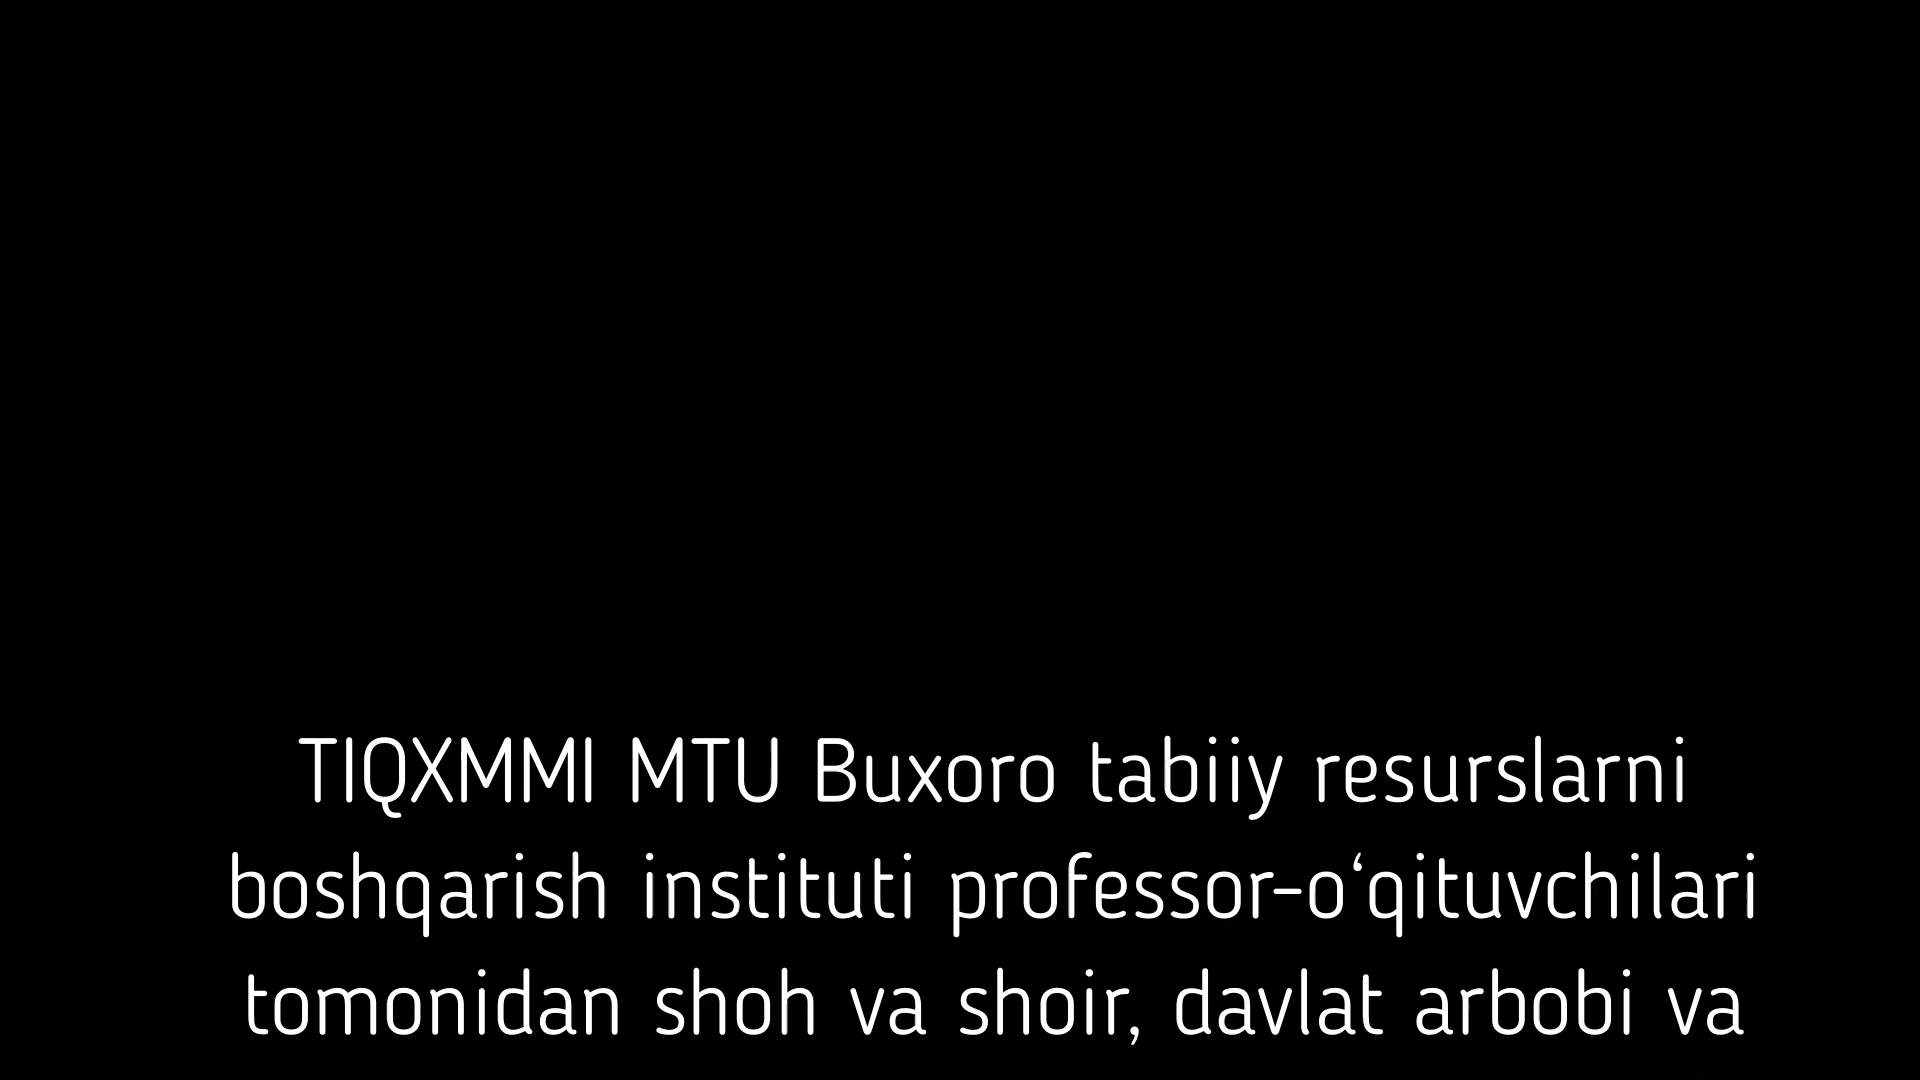 TIQXMMI MTU Buxoro tabiiy resurslarni
boshqarish instituti professor-o‘qituvchilari
tomonidan shoh va shoir, davlat arbobi va